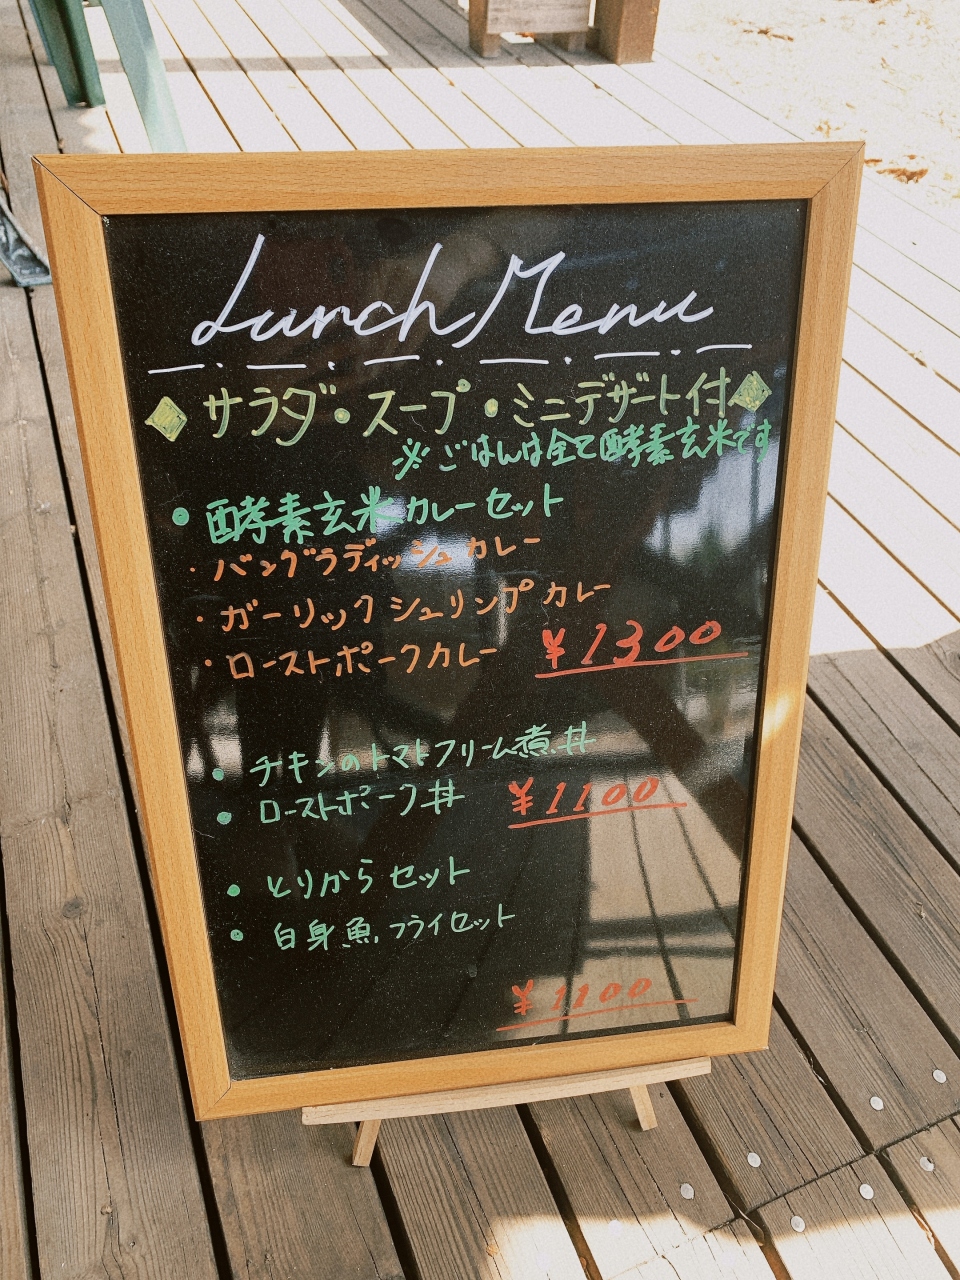 Lunch Menu
◆サラダ・スープ・ミニデザート付◆
※ごはんは全て酵素玄米です
・酵素玄米カレーセット
・バングラディッシュカレー
・ガーリックシュリンプカレー
・ローストポークカレー ¥1300
・チキンのトマトクリーム煮丼
・ローストポーク丼 ¥1100
・とりからセット
・白身魚フライセット
¥1100